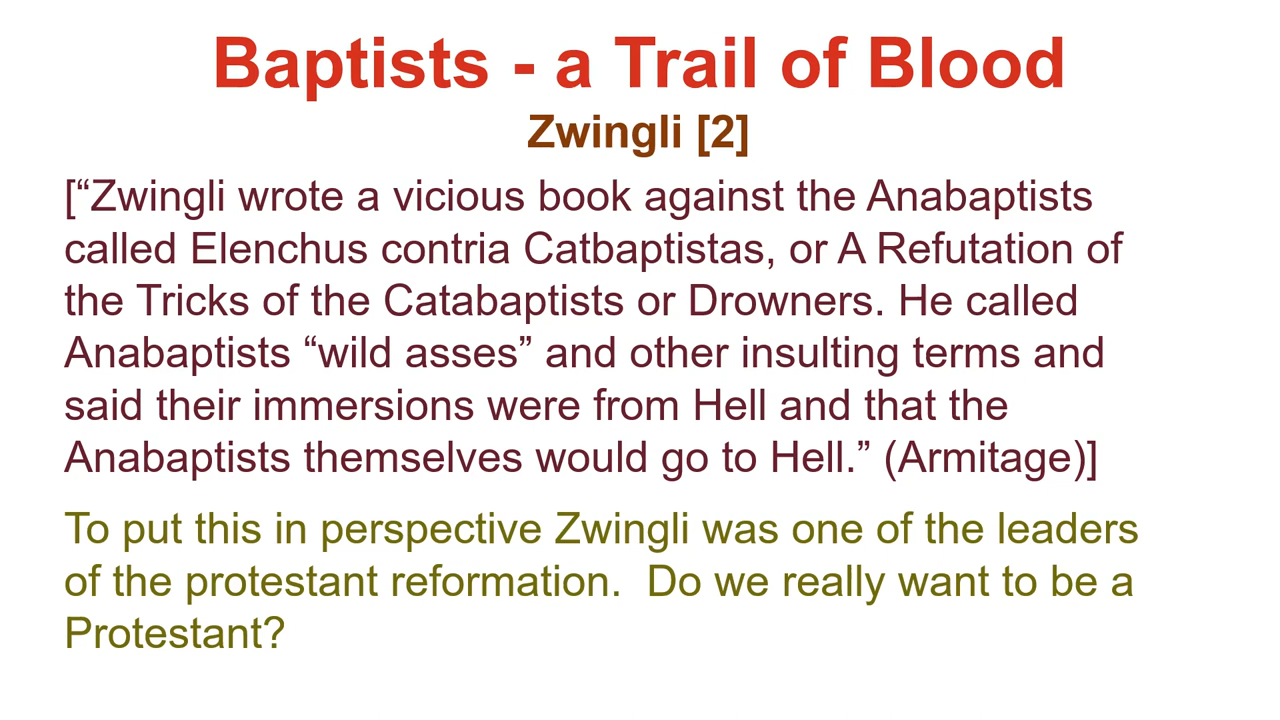 Baptists - a Trail of Blood
Zwingli [2]
[“Zwingli wrote a vicious book against the Anabaptists
called Elenchus contria Catbaptistas, or A Refutation of
the Tricks of the Catabaptists or Drowners. He called
Anabaptists “wild asses” and other insulting terms and
said their immersions were from Hell and that the
Anabaptists themselves would go to Hell.” (Armitage)]
To put this in perspective Zwingli was one of the leaders
of the protestant reformation.  Do we really want to be a
Protestant?